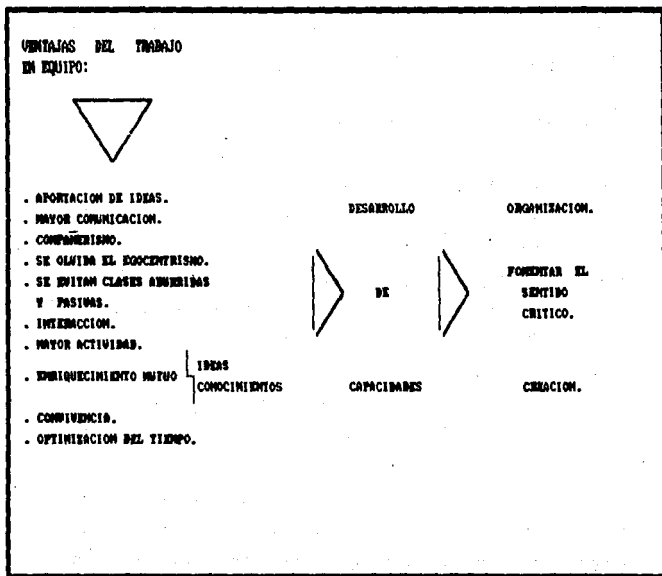 VENTAJAS DEL TRABAJO
EN EQUIPO:
. APORTACION DE IDEAS.
. MAYOR COMUNICACION.
. COMPAÑERISMO.
. SE OLVIDA EL EGOCENTRISMO.
. SE EVITAN CLASES ABURRIDAS
Y PASIVAS.
. INTERACCION.
. MAYOR ACTIVIDAD.
. ENRIQUECIMIENTO MUTUO
IDEAS
CONOCIMIENTOS
. CONVIVENCIA.
. OPTIMIZACION DEL TIEMPO.
DESARROLLO
DE
CAPACIDADES
ORGANIZACION.
FOMENTAR EL
SENTIDO
CRITICO.
CREACION.